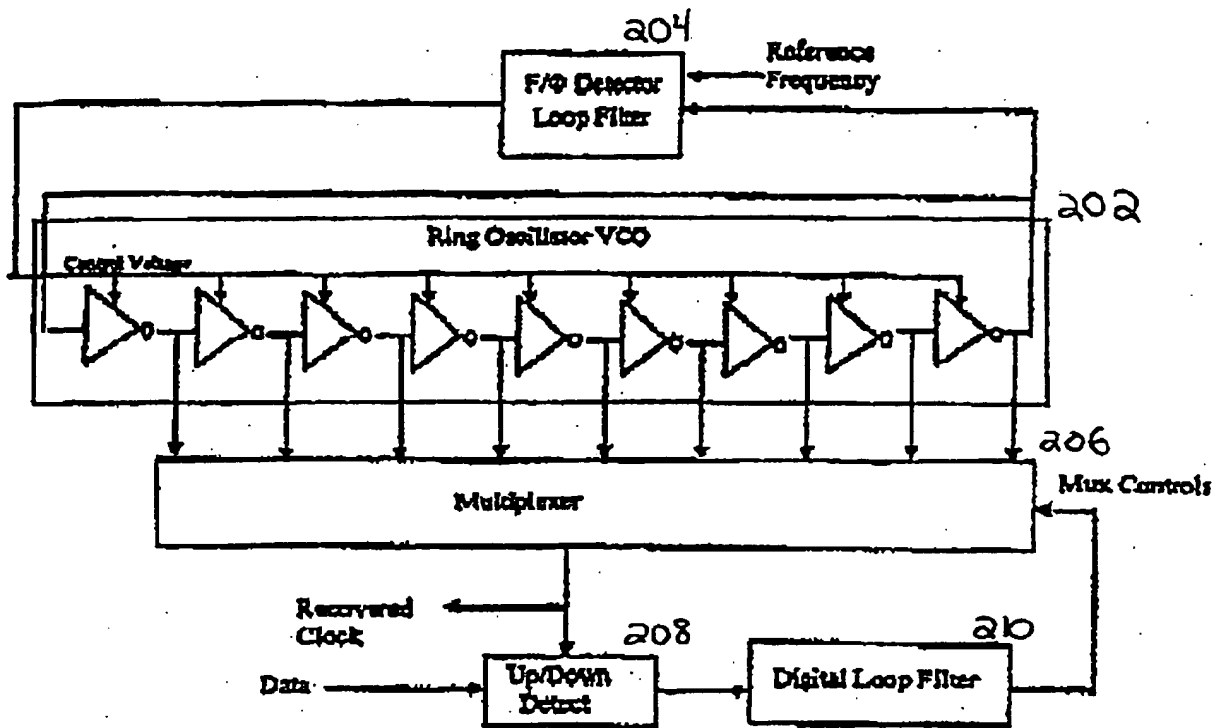 204
F/Φ Detector
Loop Filter
Reference
Frequency
202
Ring Oscillator VCO
Control Voltage
206
Multiplexer
Mux Controls
Recovered
Clock
208
210
Data
Up/Down
Detect
Digital Loop Filter